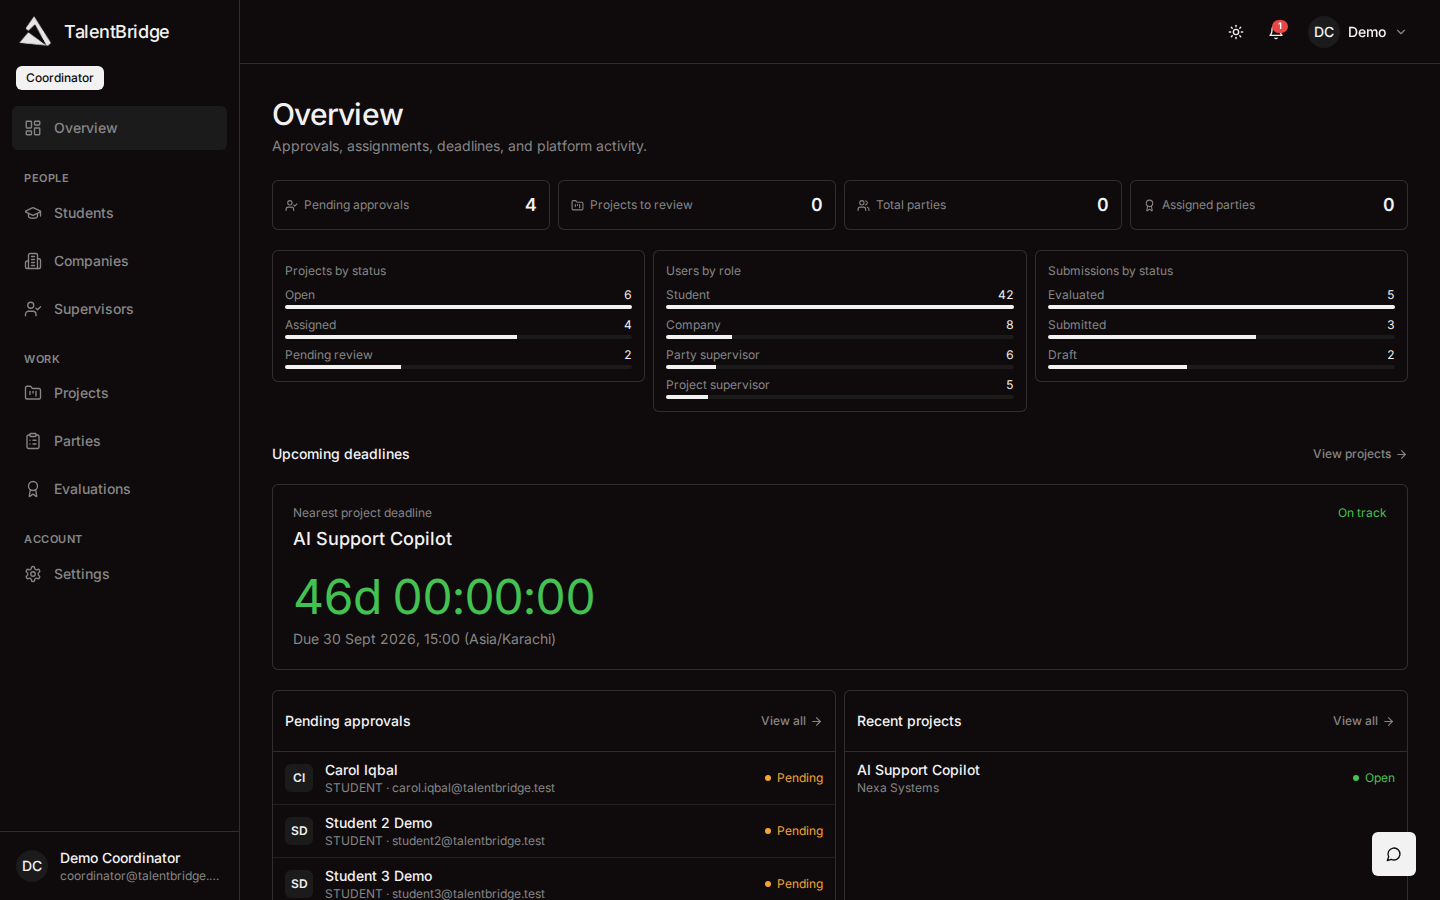 TalentBridge
Coordinator
Overview
PEOPLE
Students
Companies
Supervisors
WORK
Projects
Parties
Evaluations
ACCOUNT
Settings
DC
Demo Coordinator
coordinator@talentbridge....
1
DC Demo
Overview
Approvals, assignments, deadlines, and platform activity.
Pending approvals 4
Projects to review 0
Total parties 0
Assigned parties 0
Projects by status
Open 6
Assigned 4
Pending review 2
Users by role
Student 42
Company 8
Party supervisor 6
Project supervisor 5
Submissions by status
Evaluated 5
Submitted 3
Draft 2
Upcoming deadlines
View projects →
Nearest project deadline
On track
AI Support Copilot
46d 00:00:00
Due 30 Sept 2026, 15:00 (Asia/Karachi)
Pending approvals
View all →
CI
Carol Iqbal
STUDENT · carol.iqbal@talentbridge.test
Pending
SD
Student 2 Demo
STUDENT · student2@talentbridge.test
Pending
SD
Student 3 Demo
STUDENT · student3@talentbridge.test
Pending
Recent projects
View all →
AI Support Copilot
Nexa Systems
Open